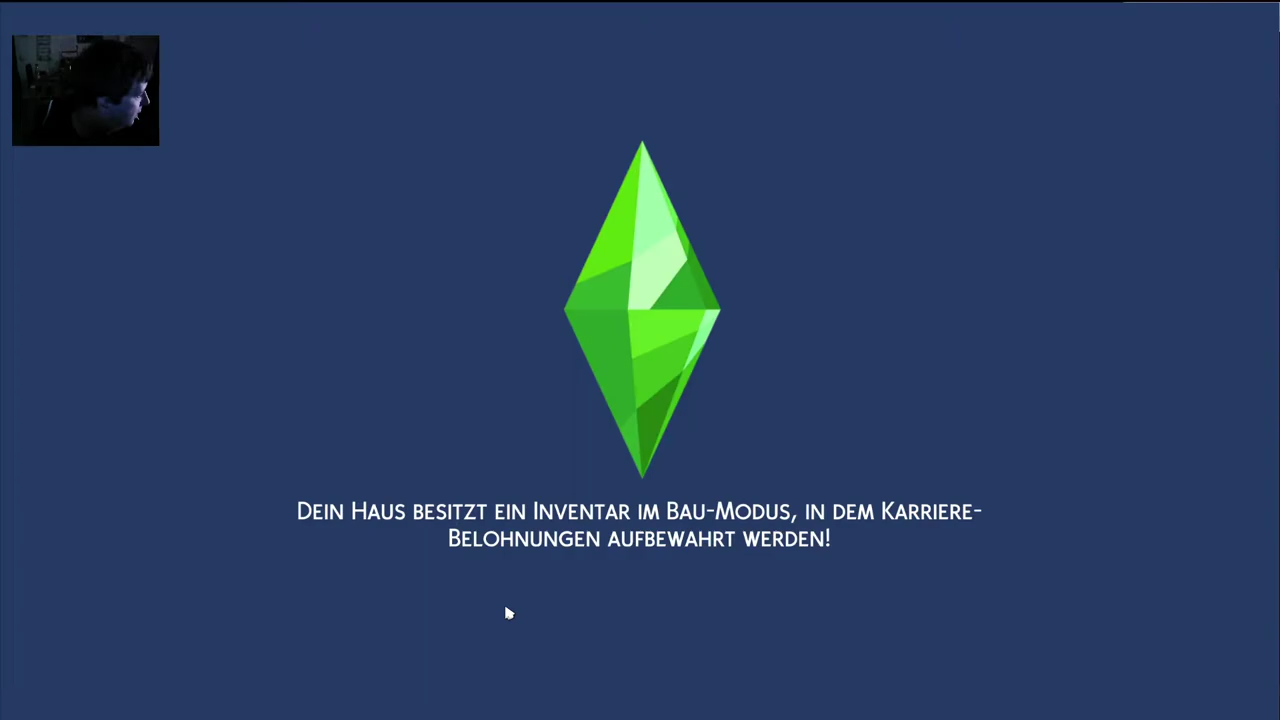 Dein Haus besitzt ein Inventar im Bau-Modus, in dem Karriere-
Belohnungen aufbewahrt werden!